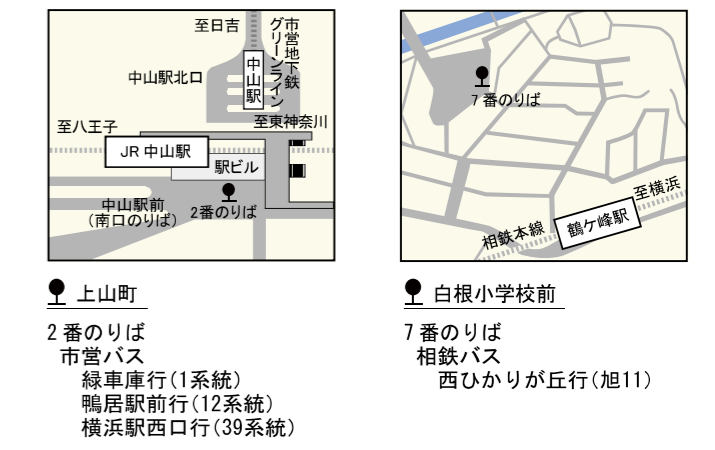 至日吉
市営地下鉄
グリーンライン
中山駅
中山駅北口
至八王子
至東神奈川
JR 中山駅
駅ビル
中山駅前
(南口のりば)
2番のりば
7 番のりば
至横浜
鶴ケ峰駅
相鉄本線
上山町
2 番のりば
市営バス
緑車庫行(1系統)
鴨居駅前行(12系統)
横浜駅西口行(39系統)
白根小学校前
7 番のりば
相鉄バス
西ひかりが丘行(旭11)